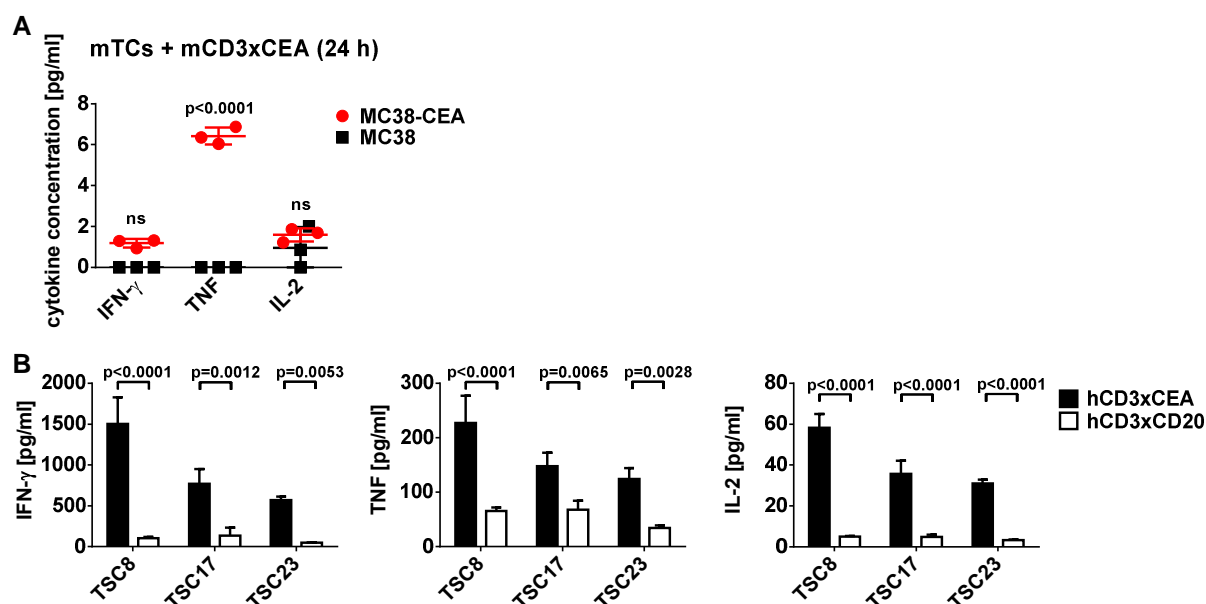 A
mTCs + mCD3xCEA (24 h)
cytokine concentration [pg/ml]
8
6
4
2
0
p<0.0001
ns
ns
MC38-CEA
MC38
IFN-γ
TNF
IL-2
B
IFN-γ [pg/ml]
2000
1500
1000
500
0
p<0.0001
p=0.0012
p=0.0053
TSC8
TSC17
TSC23
TNF [pg/ml]
300
200
100
0
p<0.0001
p=0.0065
p=0.0028
TSC8
TSC17
TSC23
IL-2 [pg/ml]
80
60
40
20
0
p<0.0001
p<0.0001
p<0.0001
TSC8
TSC17
TSC23
hCD3xCEA
hCD3xCD20